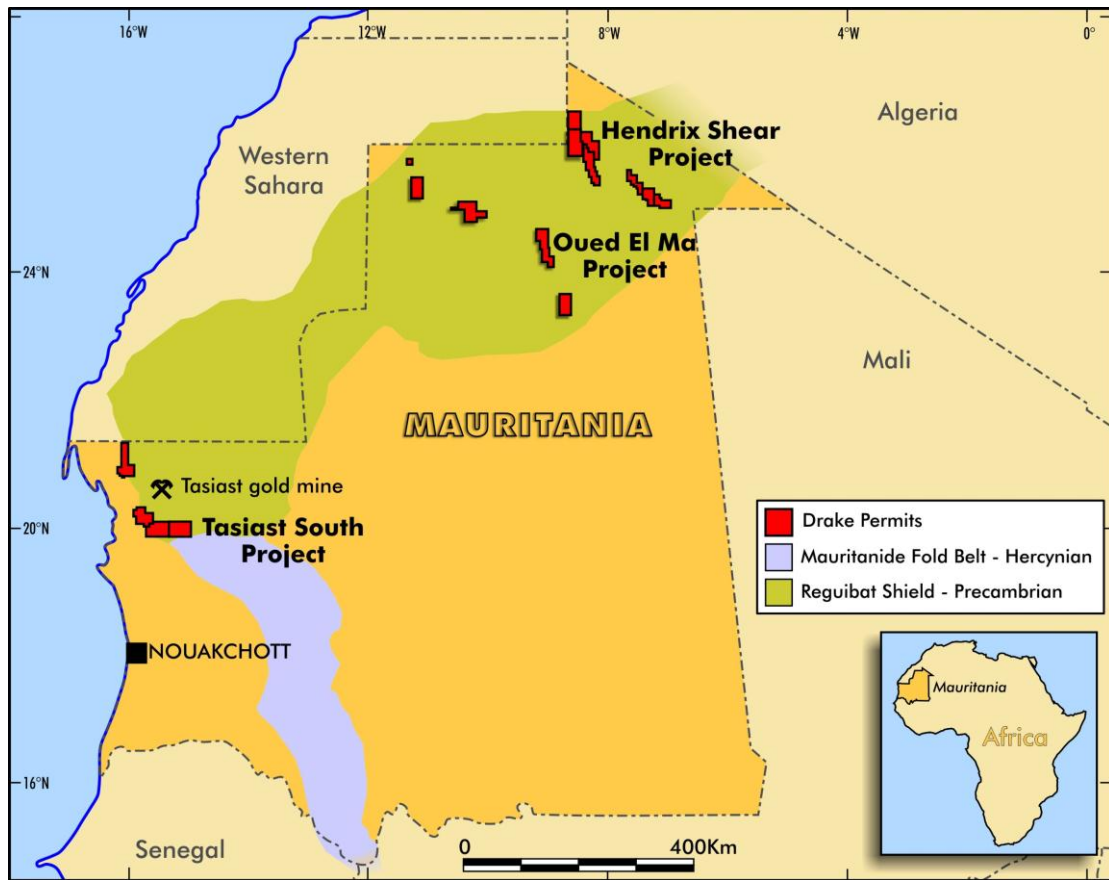 16°W
12°W
8°W
4°W
0°
Algeria
Hendrix Shear
Project
Western
Sahara
Oued El Ma
Project
24°N
Mali
MAURITANIA
Tasiast gold mine
20°N
Tasiast South
Project
Drake Permits
Mauritanide Fold Belt - Hercynian
Reguibat Shield - Precambrian
NOUAKCHOTT
Mauritania
Africa
16°N
Senegal
0
400Km